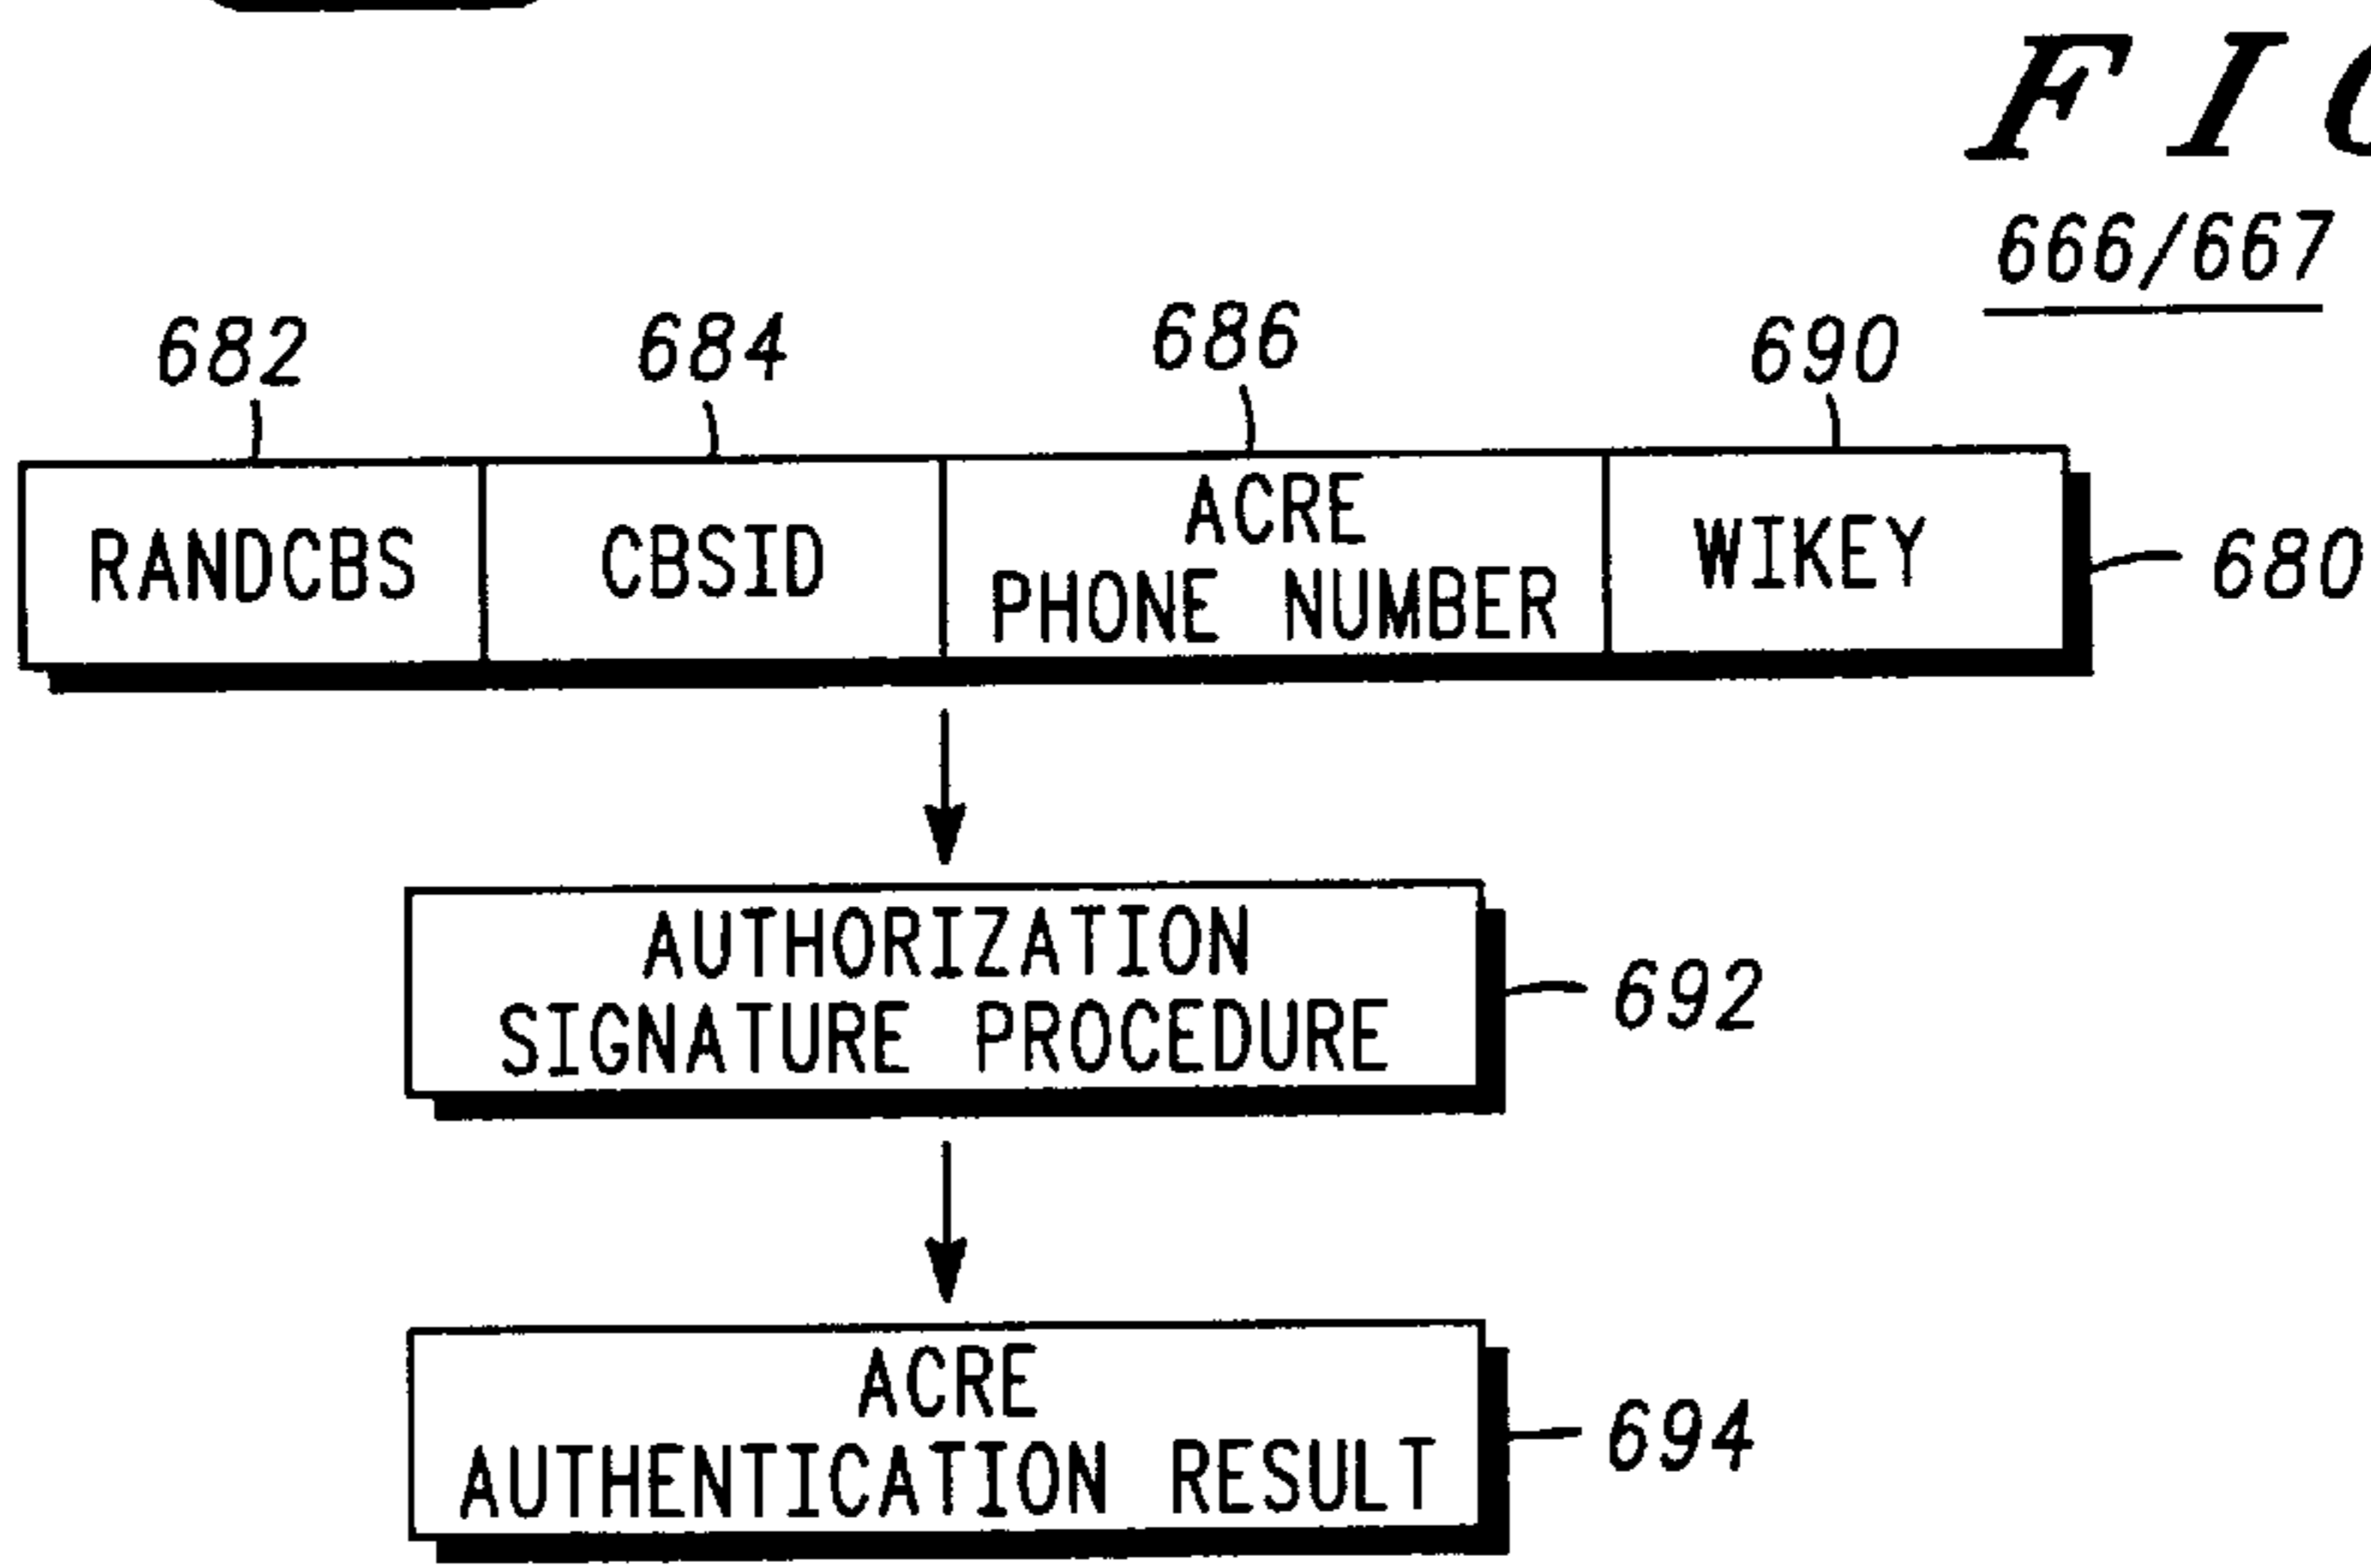 FI
666/667
682 684 686 690
RANDCBS CBSID ACRE PHONE NUMBER WIKEY 680
AUTHORIZATION
SIGNATURE PROCEDURE 692
ACRE
AUTHENTICATION RESULT 694